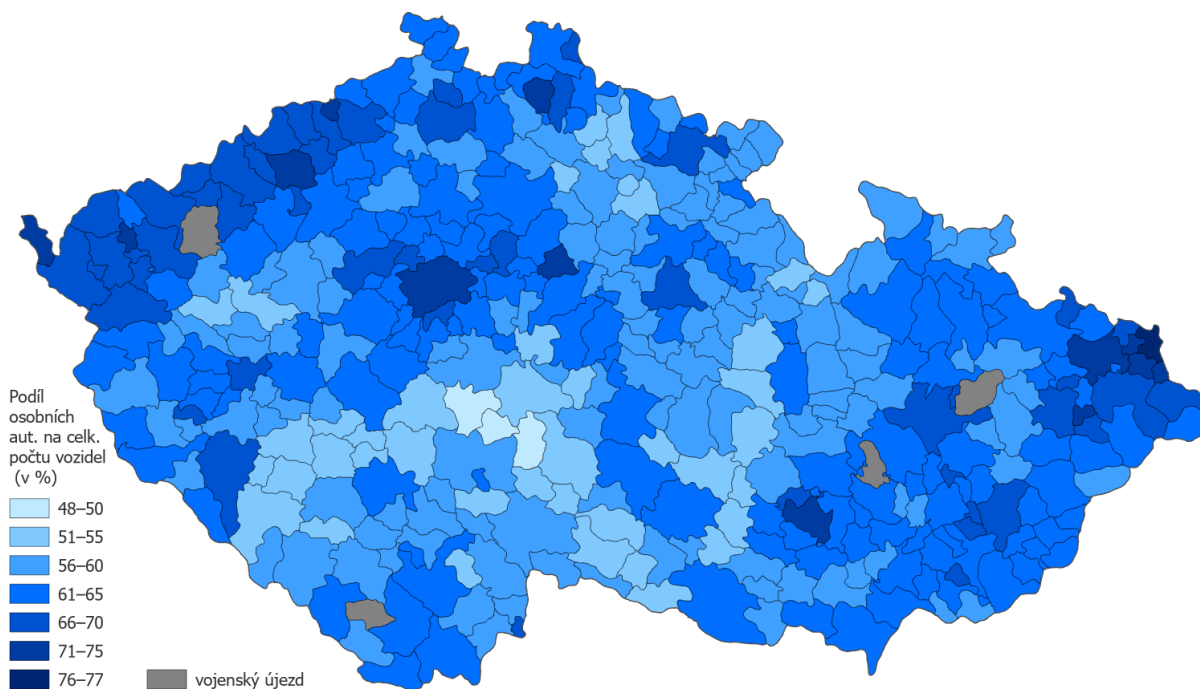 Podíl
osobních
aut. na celk.
počtu vozidel
(v %)
48–50
51–55
56–60
61–65
66–70
71–75
76–77
vojenský újezd